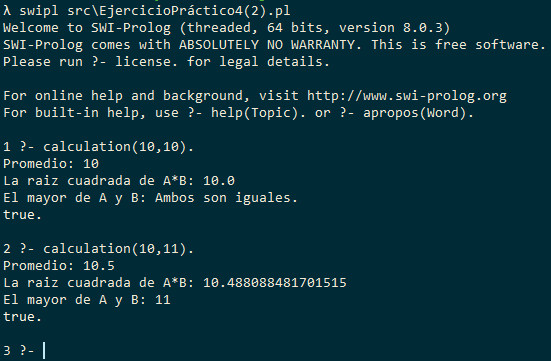 λ swipl src\EjercicioPráctico4(2).pl
Welcome to SWI-Prolog (threaded, 64 bits, version 8.0.3)
SWI-Prolog comes with ABSOLUTELY NO WARRANTY. This is free software.
Please run ?- license. for legal details.

For online help and background, visit http://www.swi-prolog.org
For built-in help, use ?- help(Topic). or ?- apropos(Word).

1 ?- calculation(10,10).
Promedio: 10
La raiz cuadrada de A*B: 10.0
El mayor de A y B: Ambos son iguales.
true.

2 ?- calculation(10,11).
Promedio: 10.5
La raiz cuadrada de A*B: 10.488088481701515
El mayor de A y B: 11
true.

3 ?-